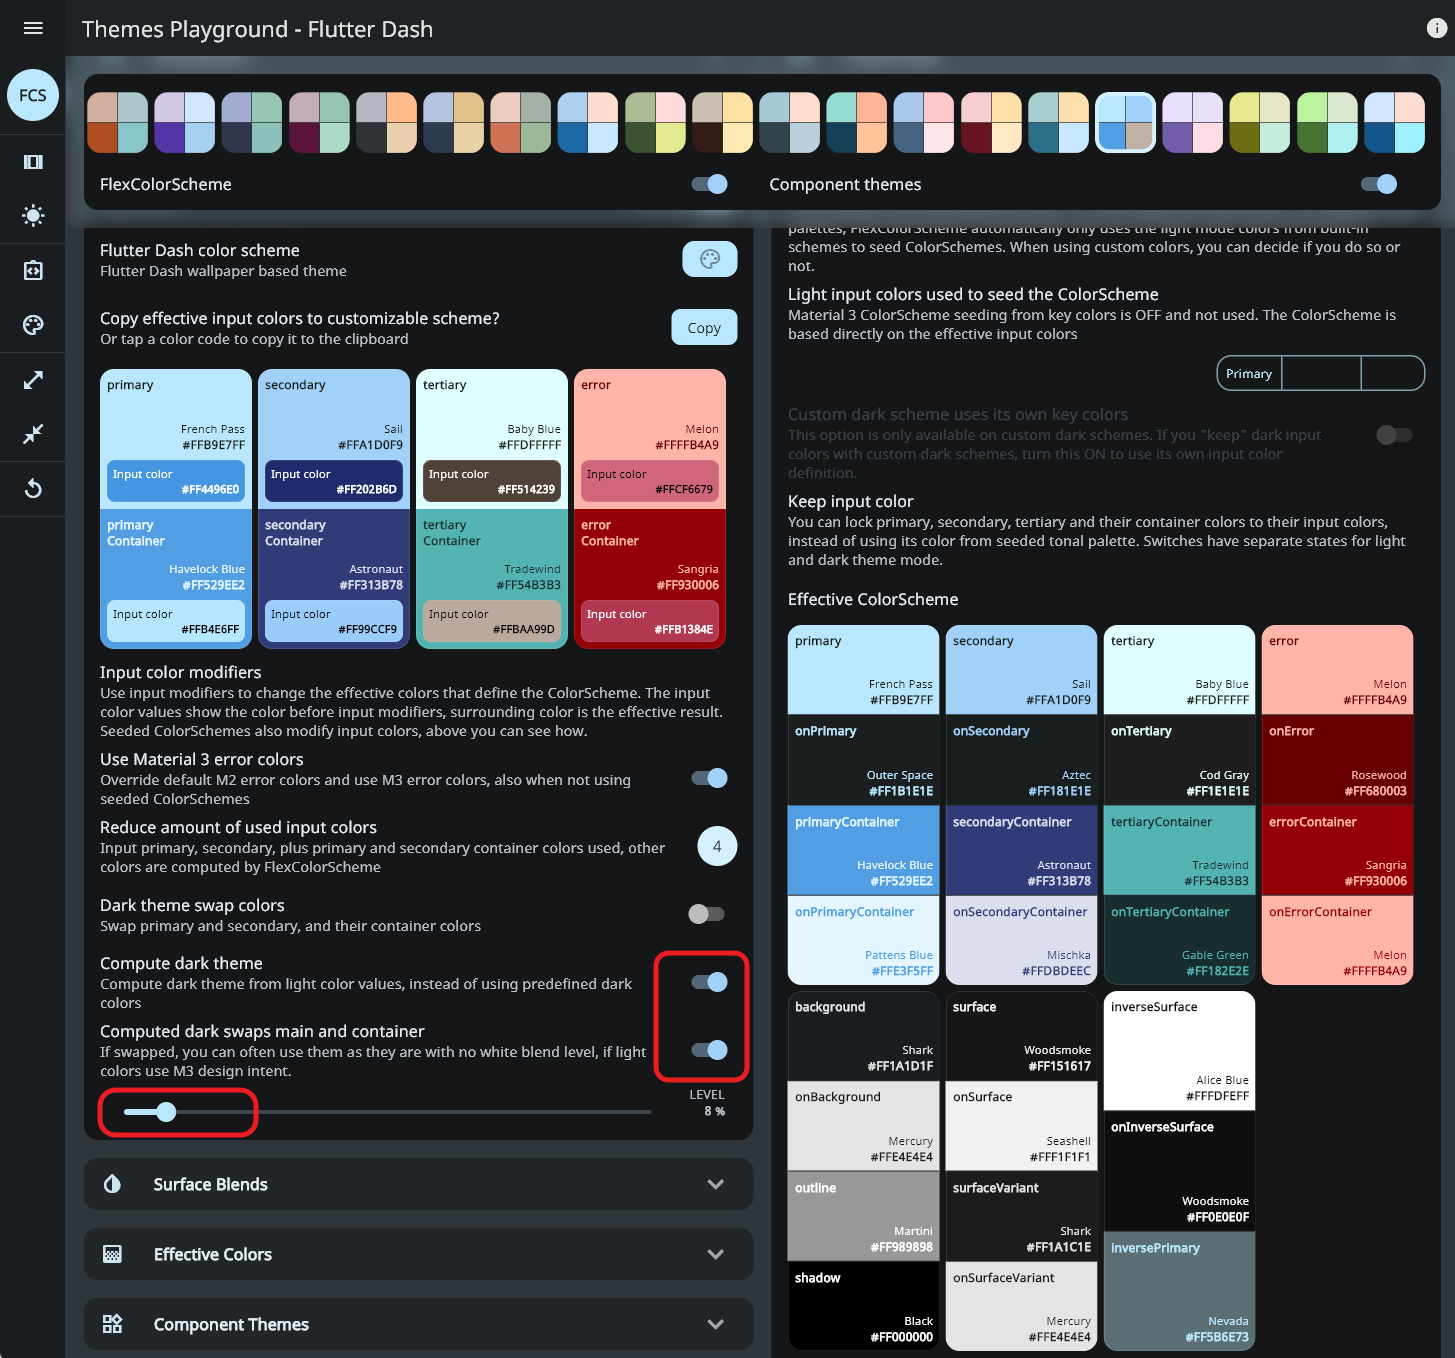 Themes Playground - Flutter Dash
FCS
FlexColorScheme
Component themes
Flutter Dash color scheme
Flutter Dash wallpaper based theme
Copy effective input colors to customizable scheme?
Or tap a color code to copy it to the clipboard
Copy
primary
French Pass
#FFB9E7FF
Input color
#FF4496E0
secondary
Sail
#FFA1D0F9
Input color
#FF202B6D
tertiary
Baby Blue
#FFDFFFFF
Input color
#FF514239
error
Melon
#FFFFB4A9
Input color
#FFCF6679
primary
Container
Havelock Blue
#FF529EE2
Input color
#FFB4E6FF
secondary
Container
Astronaut
#FF313B78
Input color
#FF99CCF9
tertiary
Container
Tradewind
#FF54B3B3
Input color
#FFBAA99D
error
Container
Sangria
#FF930006
Input color
#FFB1384E
Input color modifiers
Use input modifiers to change the effective colors that define the ColorScheme. The input
color values show the color before input modifiers, surrounding color is the effective result.
Seeded ColorSchemes also modify input colors, above you can see how.
Use Material 3 error colors
Override default M2 error colors and use M3 error colors, also when not using
seeded ColorSchemes
Reduce amount of used input colors
Input primary, secondary, plus primary and secondary container colors used, other
colors are computed by FlexColorScheme
4
Dark theme swap colors
Swap primary and secondary, and their container colors
Compute dark theme
Compute dark theme from light color values, instead of using predefined dark
colors
Computed dark swaps main and container
If swapped, you can often use them as they are with no white blend level, if light
colors use M3 design intent.
LEVEL
8 %
Surface Blends
Effective Colors
Component Themes
palettes, FlexColorScheme automatically only uses the light mode colors from built-in
schemes to seed ColorSchemes. When using custom colors, you can decide if you do so or
not.
Light input colors used to seed the ColorScheme
Material 3 ColorScheme seeding from key colors is OFF and not used. The ColorScheme is
based directly on the effective input colors
Primary
Custom dark scheme uses its own key colors
This option is only available on custom dark schemes. If you "keep" dark input
colors with custom dark schemes, turn this ON to use its own input color
definition.
Keep input color
You can lock primary, secondary, tertiary and their container colors to their input colors,
instead of using its color from seeded tonal palette. Switches have separate states for light
and dark theme mode.
Effective ColorScheme
primary
French Pass
#FFB9E7FF
secondary
Sail
#FFA1D0F9
tertiary
Baby Blue
#FFDFFFFF
error
Melon
#FFFFB4A9
onPrimary
Outer Space
#FF1B1E1E
onSecondary
Aztec
#FF181E1E
onTertiary
Cod Gray
#FF1E1E1E
onError
Rosewood
#FF680003
primaryContainer
Havelock Blue
#FF529EE2
secondaryContainer
Astronaut
#FF313B78
tertiaryContainer
Tradewind
#FF54B3B3
errorContainer
Sangria
#FF930006
onPrimaryContainer
Pattens Blue
#FFE3F5FF
onSecondaryContainer
Mischka
#FFDBDEEC
onTertiaryContainer
Gable Green
#FF182E2E
onErrorContainer
Melon
#FFFFB4A9
background
Shark
#FF1A1D1F
surface
Woodsmoke
#FF151617
inverseSurface
Alice Blue
#FFFDFEFF
onBackground
Mercury
#FFE4E4E4
onSurface
Seashell
#FFF1F1F1
onInverseSurface
Woodsmoke
#FF0E0E0F
outline
Martini
#FF989898
surfaceVariant
Shark
#FF1A1C1E
inversePrimary
Nevada
#FF5B6E73
shadow
Black
#FF000000
onSurfaceVariant
Mercury
#FFE4E4E4